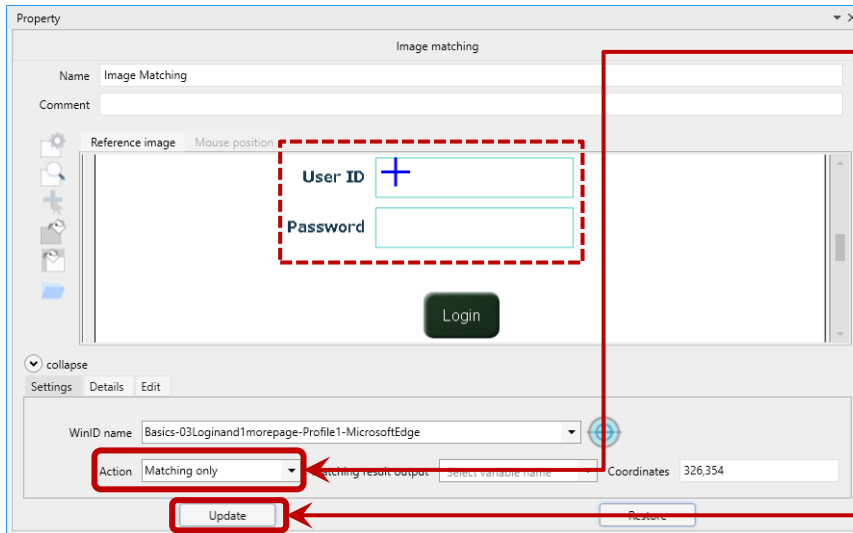 Property
Image matching
Name Image Matching
Comment
Reference image Mouse position
User ID
Password
Login
collapse
Settings Details Edit
WinID name Basics-03Loginand1morepage-Profile1-MicrosoftEdge
Action Matching only Matching result output Select variable name Coordinates 326,354
Update Restore